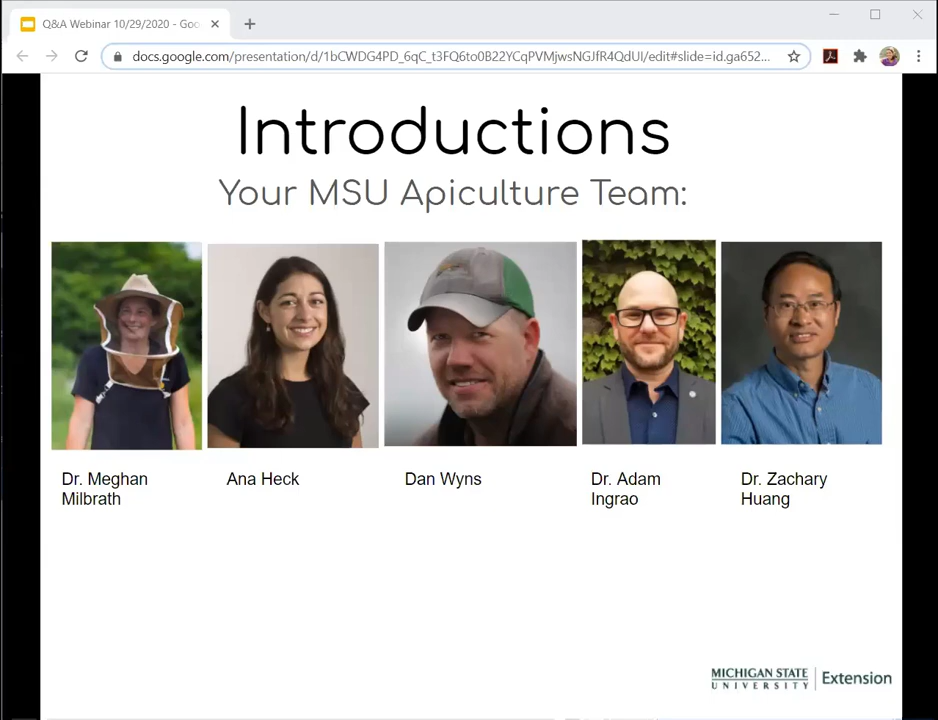 Q&A Webinar 10/29/2020 - Goo
docs.google.com/presentation/d/1bCWDG4PD_6qC_t3FQ6to0B22YCqPVMjwsNGJfR4QdUI/edit#slide=id.ga652...
Introductions
Your MSU Apiculture Team:
Dr. Meghan
Milbrath
Ana Heck
Dan Wyns
Dr. Adam
Ingrao
Dr. Zachary
Huang
MICHIGAN STATE
UNIVERSITY
Extension